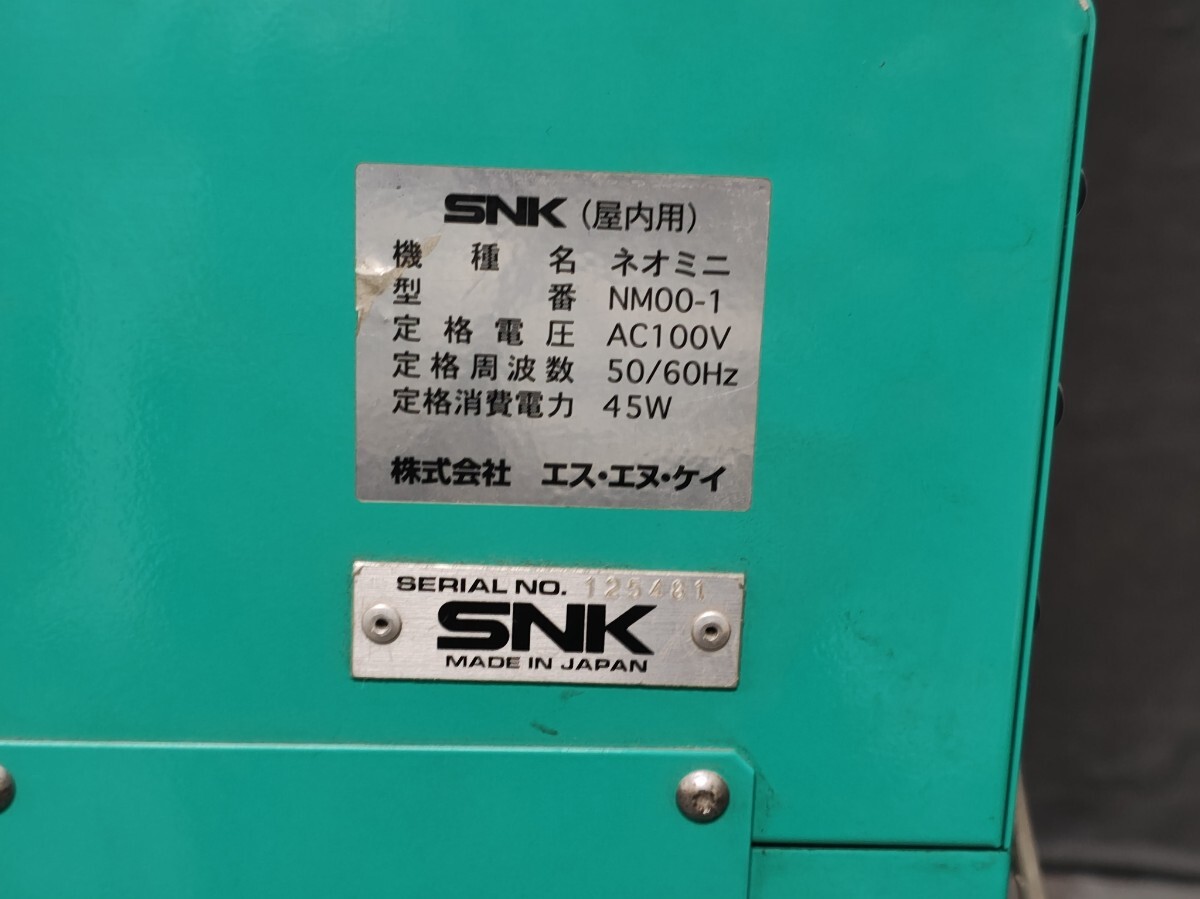 SNK (屋内用)
機種名 ネオミニ
型番 NM00-1
定格電圧 AC100V
定格周波数 50/60Hz
定格消費電力 45W
株式会社 エス・エヌ・ケイ
SERIAL NO. 125481
SNK
MADE IN JAPAN